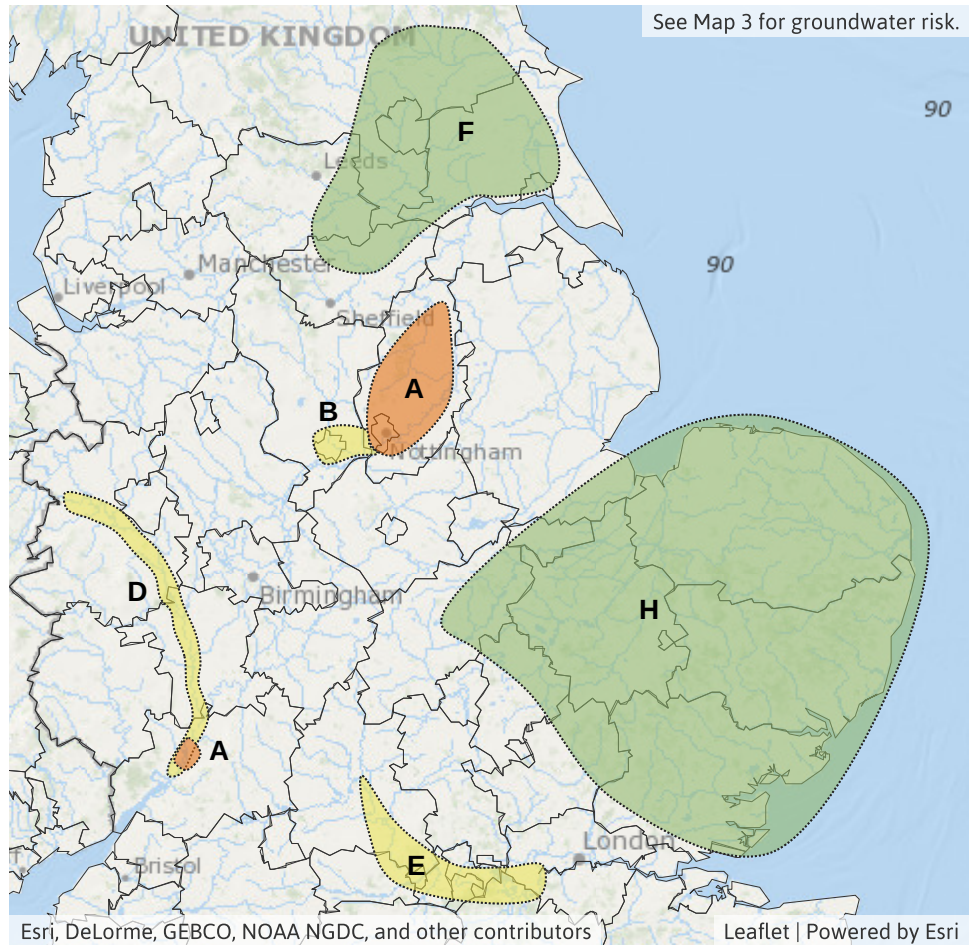 See Map 3 for groundwater risk.
UNITED KINGDOM
90
F
Leeds
Manchester
90
Liverpool
Sheffield
A
B
Nottingham
D
Birmingham
H
A
London
E
Bristol
Esri, DeLorme, GEBCO, NOAA NGDC, and other contributors
Leaflet | Powered by Esri